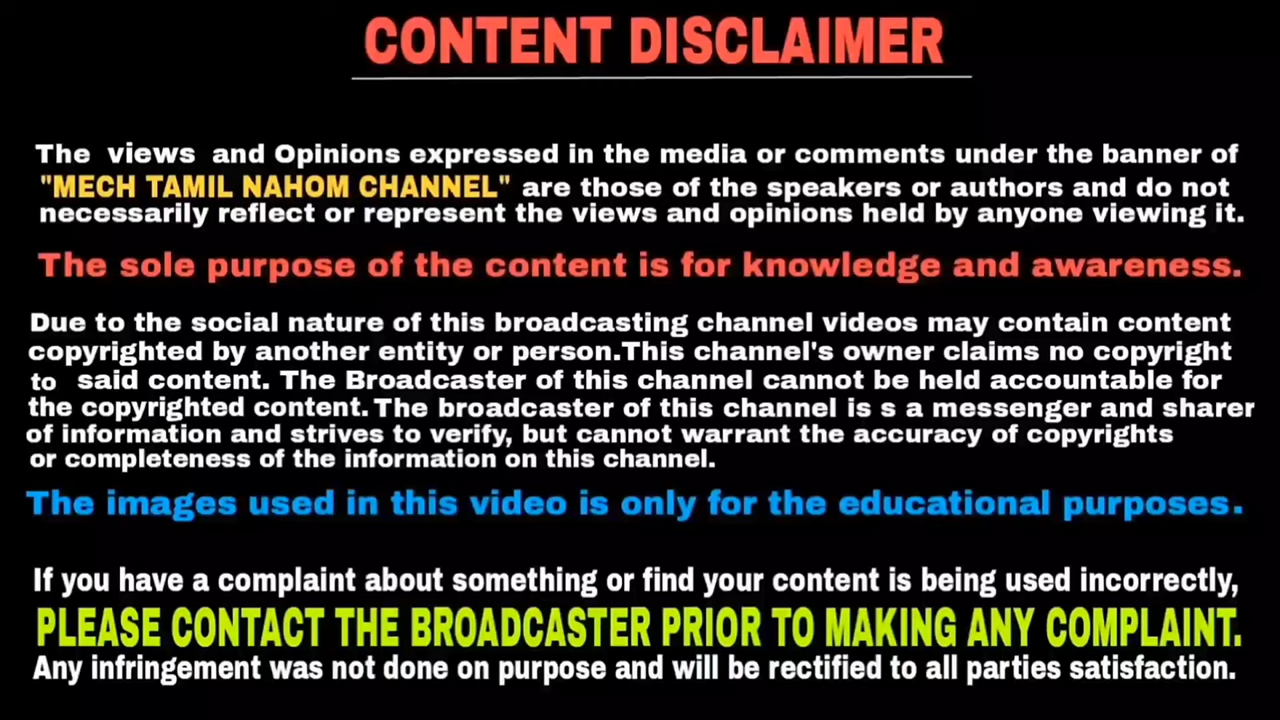 CONTENT DISCLAIMER
The views and Opinions expressed in the media or comments under the banner of
"MECH TAMIL NAHOM CHANNEL" are those of the speakers or authors and do not
necessarily reflect or represent the views and opinions held by anyone viewing it.
The sole purpose of the content is for knowledge and awareness.
Due to the social nature of this broadcasting channel videos may contain content
copyrighted by another entity or person.This channel's owner claims no copyright
to said content. The Broadcaster of this channel cannot be held accountable for
the copyrighted content. The broadcaster of this channel is s a messenger and sharer
of information and strives to verify, but cannot warrant the accuracy of copyrights
or completeness of the information on this channel.
The images used in this video is only for the educational purposes.
If you have a complaint about something or find your content is being used incorrectly,
PLEASE CONTACT THE BROADCASTER PRIOR TO MAKING ANY COMPLAINT.
Any infringement was not done on purpose and will be rectified to all parties satisfaction.